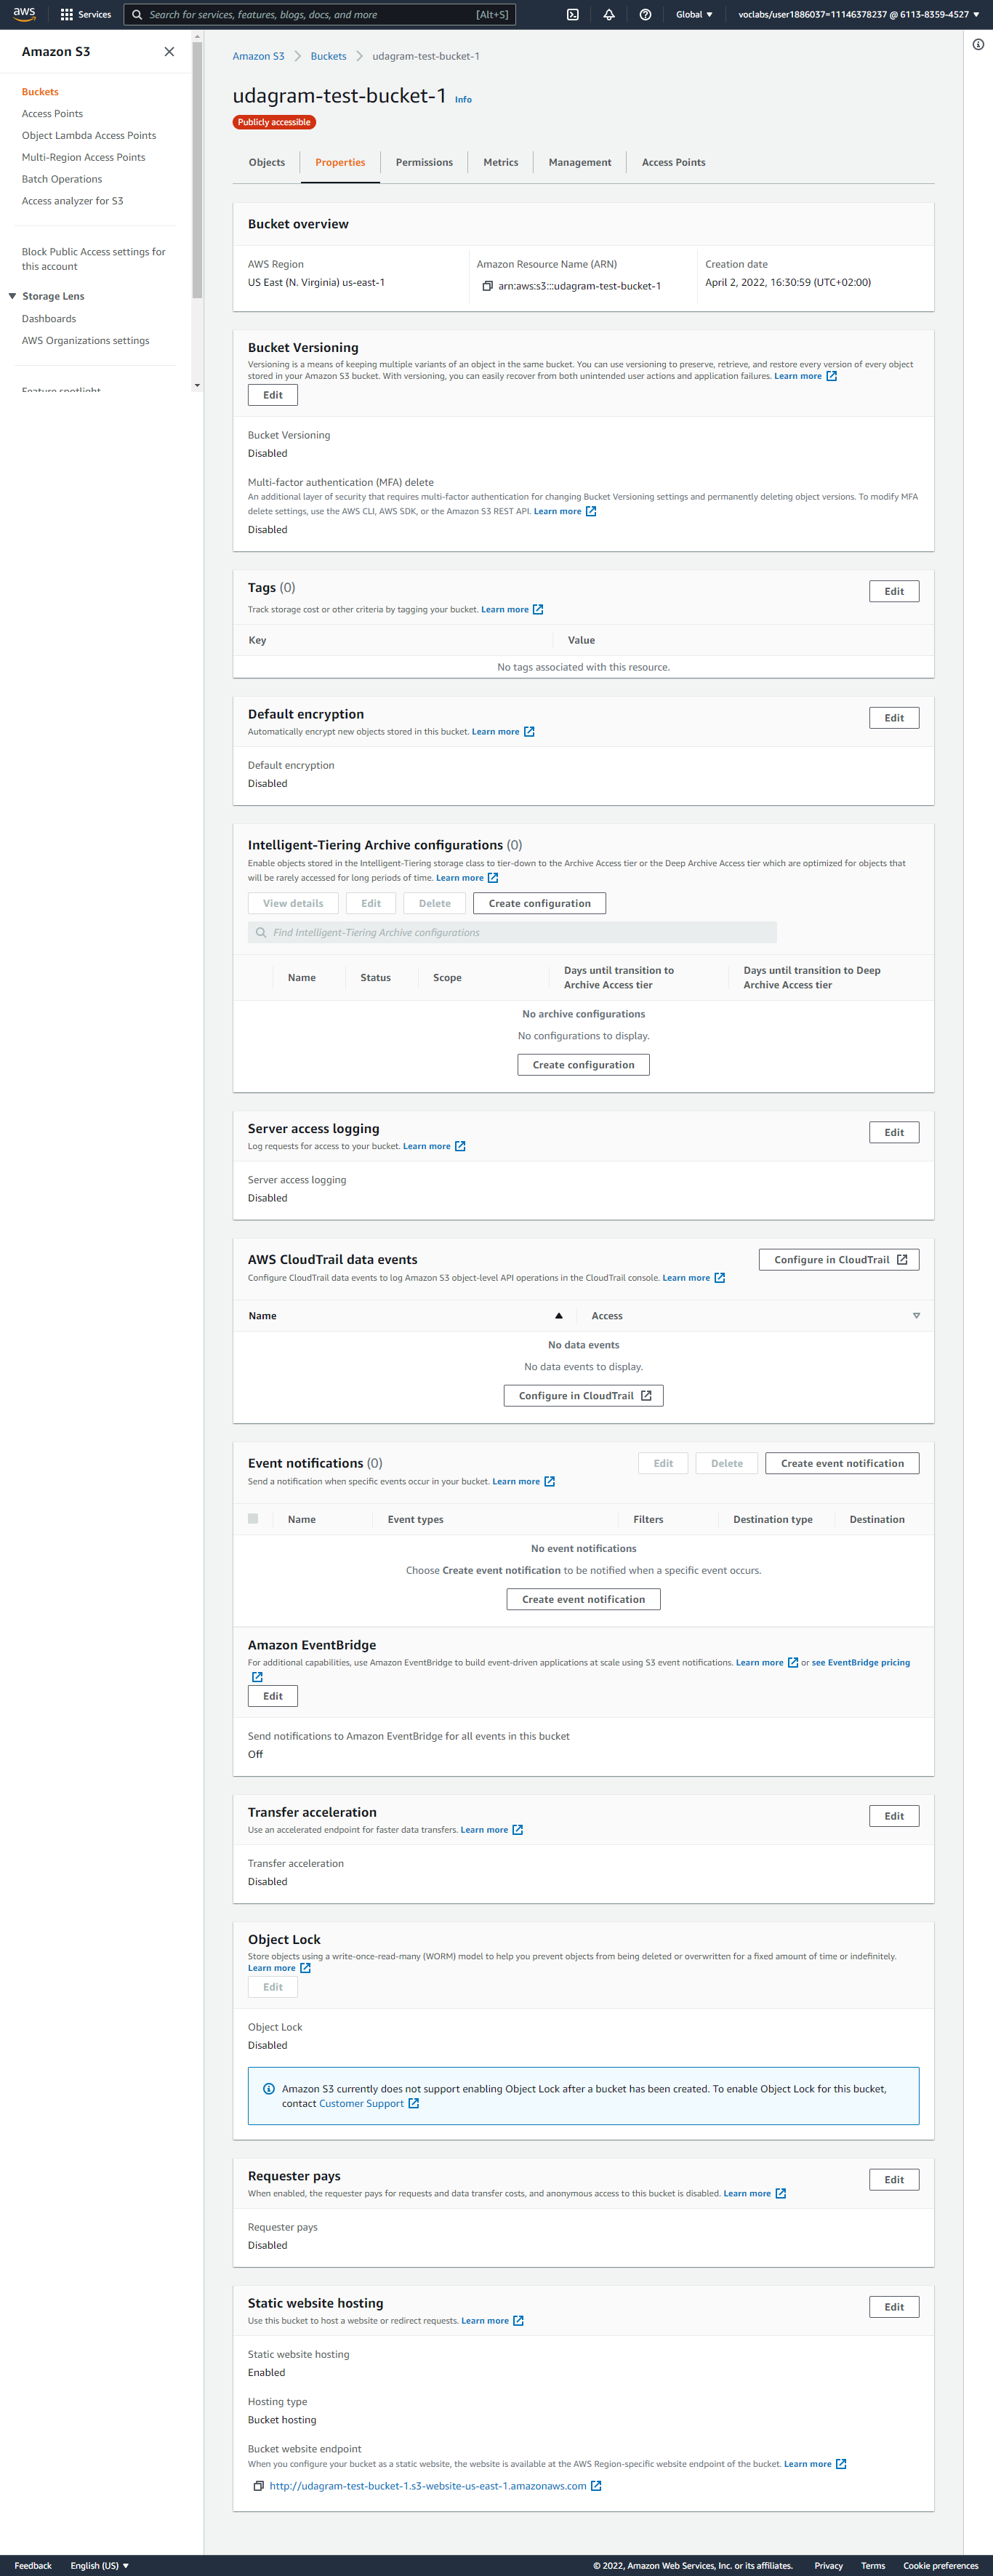 aws
Services
Search for services, features, blogs, docs, and more
[Alt+S]
Global
voclabs/user1886037=11146378237 @ 6113-8359-4527
Amazon S3
Buckets
Access Points
Object Lambda Access Points
Multi-Region Access Points
Batch Operations
Access analyzer for S3
Block Public Access settings for
this account
Storage Lens
Dashboards
AWS Organizations settings
Feature spotlight
Amazon S3 > Buckets > udagram-test-bucket-1
udagram-test-bucket-1 Info
Publicly accessible
Objects Properties Permissions Metrics Management Access Points
Bucket overview
AWS Region
US East (N. Virginia) us-east-1
Amazon Resource Name (ARN)
arn:aws:s3:::udagram-test-bucket-1
Creation date
April 2, 2022, 16:30:59 (UTC+02:00)
Bucket Versioning
Versioning is a means of keeping multiple variants of an object in the same bucket. You can use versioning to preserve, retrieve, and restore every version of every object
stored in your Amazon S3 bucket. With versioning, you can easily recover from both unintended user actions and application failures. Learn more
Edit
Bucket Versioning
Disabled
Multi-factor authentication (MFA) delete
An additional layer of security that requires multi-factor authentication for changing Bucket Versioning settings and permanently deleting object versions. To modify MFA
delete settings, use the AWS CLI, AWS SDK, or the Amazon S3 REST API. Learn more
Disabled
Tags (0)
Edit
Track storage cost or other criteria by tagging your bucket. Learn more
Key Value
No tags associated with this resource.
Default encryption
Edit
Automatically encrypt new objects stored in this bucket. Learn more
Default encryption
Disabled
Intelligent-Tiering Archive configurations (0)
Enable objects stored in the Intelligent-Tiering storage class to tier-down to the Archive Access tier or the Deep Archive Access tier which are optimized for objects that
will be rarely accessed for long periods of time. Learn more
View details Edit Delete Create configuration
Find Intelligent-Tiering Archive configurations
Name Status Scope
Days until transition to
Archive Access tier
Days until transition to Deep
Archive Access tier
No archive configurations
No configurations to display.
Create configuration
Server access logging
Edit
Log requests for access to your bucket. Learn more
Server access logging
Disabled
AWS CloudTrail data events
Configure in CloudTrail
Configure CloudTrail data events to log Amazon S3 object-level API operations in the CloudTrail console. Learn more
Name Access
No data events
No data events to display.
Configure in CloudTrail
Event notifications (0)
Edit Delete Create event notification
Send a notification when specific events occur in your bucket. Learn more
Name Event types Filters Destination type Destination
No event notifications
Choose Create event notification to be notified when a specific event occurs.
Create event notification
Amazon EventBridge
For additional capabilities, use Amazon EventBridge to build event-driven applications at scale using S3 event notifications. Learn more or see EventBridge pricing
Edit
Send notifications to Amazon EventBridge for all events in this bucket
Off
Transfer acceleration
Edit
Use an accelerated endpoint for faster data transfers. Learn more
Transfer acceleration
Disabled
Object Lock
Store objects using a write-once-read-many (WORM) model to help you prevent objects from being deleted or overwritten for a fixed amount of time or indefinitely.
Learn more
Edit
Object Lock
Disabled
Amazon S3 currently does not support enabling Object Lock after a bucket has been created. To enable Object Lock for this bucket,
contact Customer Support
Requester pays
Edit
When enabled, the requester pays for requests and data transfer costs, and anonymous access to this bucket is disabled. Learn more
Requester pays
Disabled
Static website hosting
Edit
Use this bucket to host a website or redirect requests. Learn more
Static website hosting
Enabled
Hosting type
Bucket hosting
Bucket website endpoint
When you configure your bucket as a static website, the website is available at the AWS Region-specific website endpoint of the bucket. Learn more
http://udagram-test-bucket-1.s3-website-us-east-1.amazonaws.com
Feedback English (US)
© 2022, Amazon Web Services, Inc. or its affiliates. Privacy Terms Cookie preferences